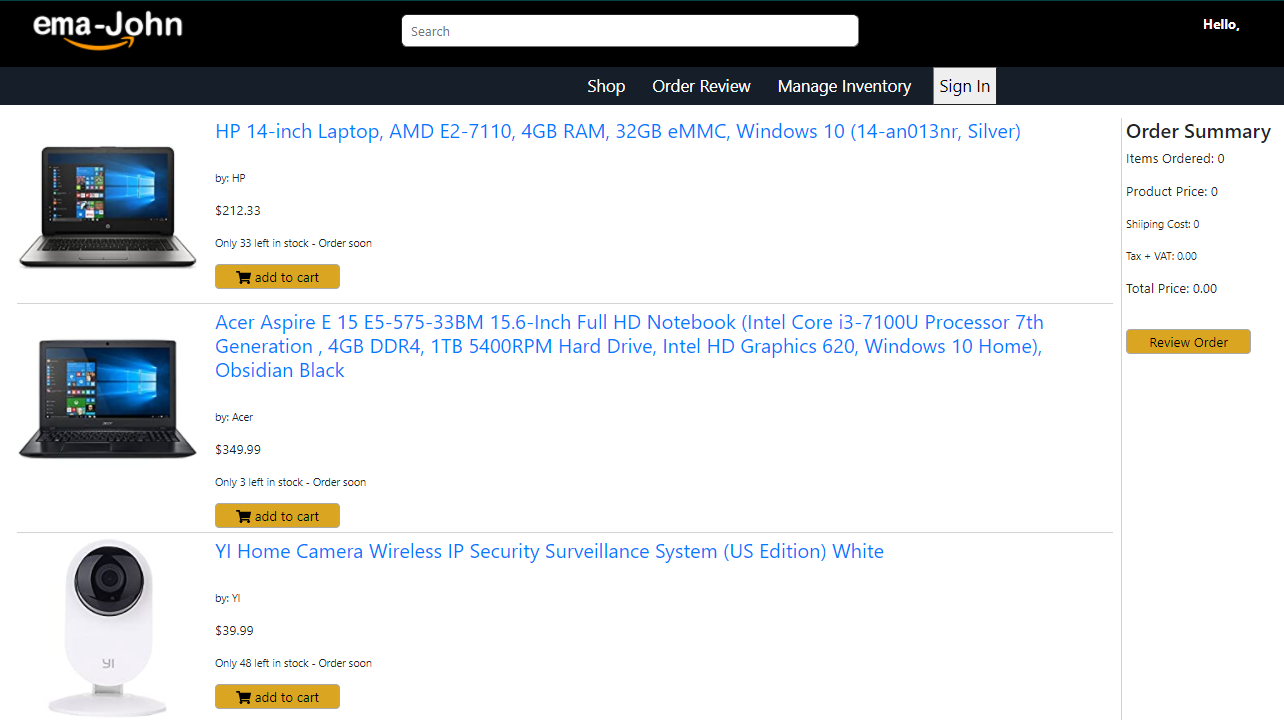 ema-John
Search
Hello,
Shop Order Review Manage Inventory Sign In
HP 14-inch Laptop, AMD E2-7110, 4GB RAM, 32GB eMMC, Windows 10 (14-an013nr, Silver)
by: HP
$212.33
Only 33 left in stock - Order soon
add to cart
Acer Aspire E 15 E5-575-33BM 15.6-Inch Full HD Notebook (Intel Core i3-7100U Processor 7th
Generation , 4GB DDR4, 1TB 5400RPM Hard Drive, Intel HD Graphics 620, Windows 10 Home),
Obsidian Black
by: Acer
$349.99
Only 3 left in stock - Order soon
add to cart
YI
YI Home Camera Wireless IP Security Surveillance System (US Edition) White
by: YI
$39.99
Only 48 left in stock - Order soon
add to cart
Order Summary
Items Ordered: 0
Product Price: 0
Shiiping Cost: 0
Tax + VAT: 0.00
Total Price: 0.00
Review Order